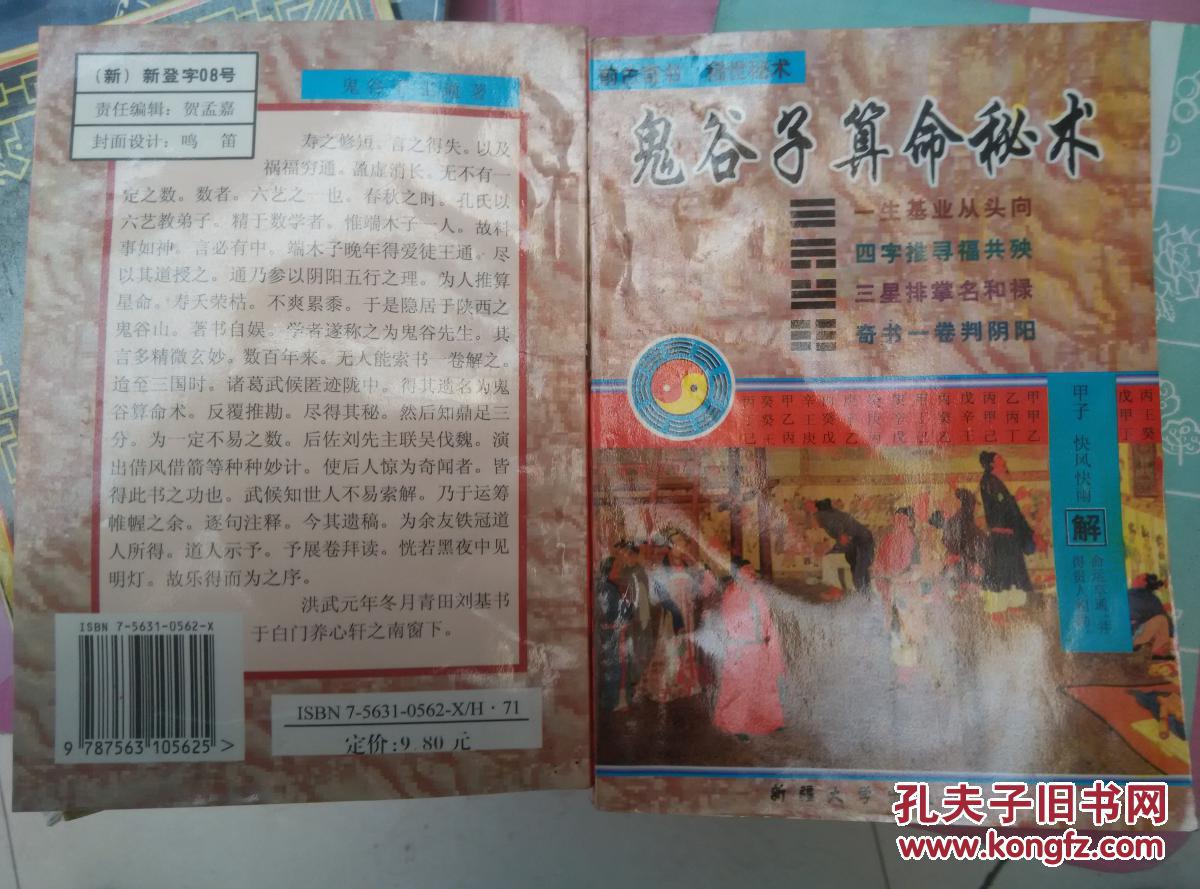 （新）新登字08号
责任编辑：贺孟嘉
封面设计：鸣 笛
鬼谷
著
寿之修短。言之得失。以及
祸福穷通。盈虚消长。无不有一
定之数。数者。六艺之一也。春秋之时。孔氏以
六艺教弟子。精于数学者。惟端木子一人。故料
事如神。言必有中。端木子晚年得爱徒王通。尽
以其道授之。通乃参以阴阳五行之理。为人推算
星命。寿夭荣枯。不爽累黍。于是隐居于陕西之
鬼谷山。著书自娱。学者遂称之为鬼谷先生。其
言多精微玄妙。数百年来。无人能索书一卷解之。
迨至三国时。诸葛武候匿迹陇中。得其遗名为鬼
谷算命术。反覆推勘。尽得其秘。然后知鼎足三
分。为一定不易之数。后佐刘先主联吴伐魏。演
出借风借箭等种种妙计。使后人惊为奇闻者。皆
得此书之功也。武候知世人不易索解。乃于运筹
帷幄之余。逐句注释。今其遗稿。为余友铁冠道
人所得。道人示予。予展卷拜读。恍若黑夜中见
明灯。故乐得而为之序。
洪武元年冬月青田刘基书
于白门养心轩之南窗下。
ISBN 7-5631-0562-X
9 787563 105625 >
ISBN 7-5631-0562-X/H·71
定价:9.80 元
秘术
鬼谷子算命秘术
一生基业从头向
四字推寻福共殃
三星排掌名和禄
奇书一卷判阴阳
甲子 快风快雨
解
新疆大学
孔夫子旧书网
WWW.KONGFZ.COM